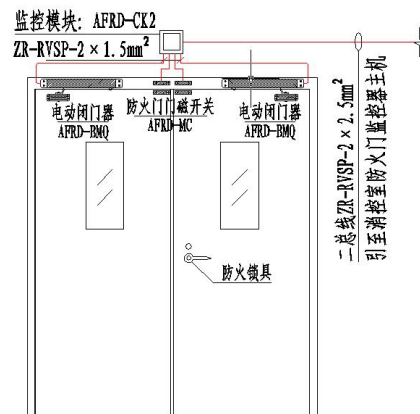 监控模块: AFRD-CK2
ZR-RVSP-2×1.5mm²
电动闭门器
AFRD-BMQ
防火门门磁开关
AFRD-MC
电动闭门器
AFRD-BMQ
防火锁具
二总线ZR-RVSP-2×2.5mm²
引至消控室防火门监控器主机